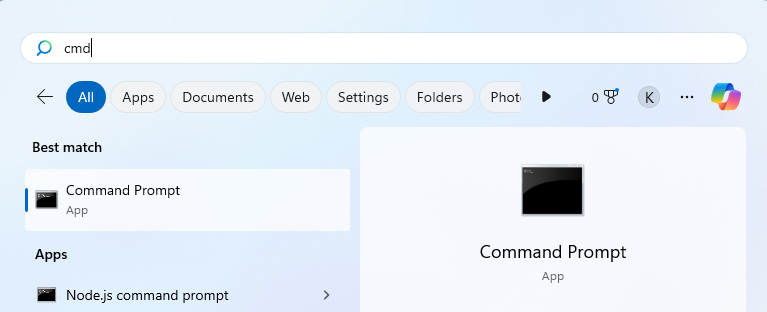 cmd
All Apps Documents Web Settings Folders 0 K ...
Best match
Command Prompt
App
Apps
Node.js command prompt
Command Prompt
App